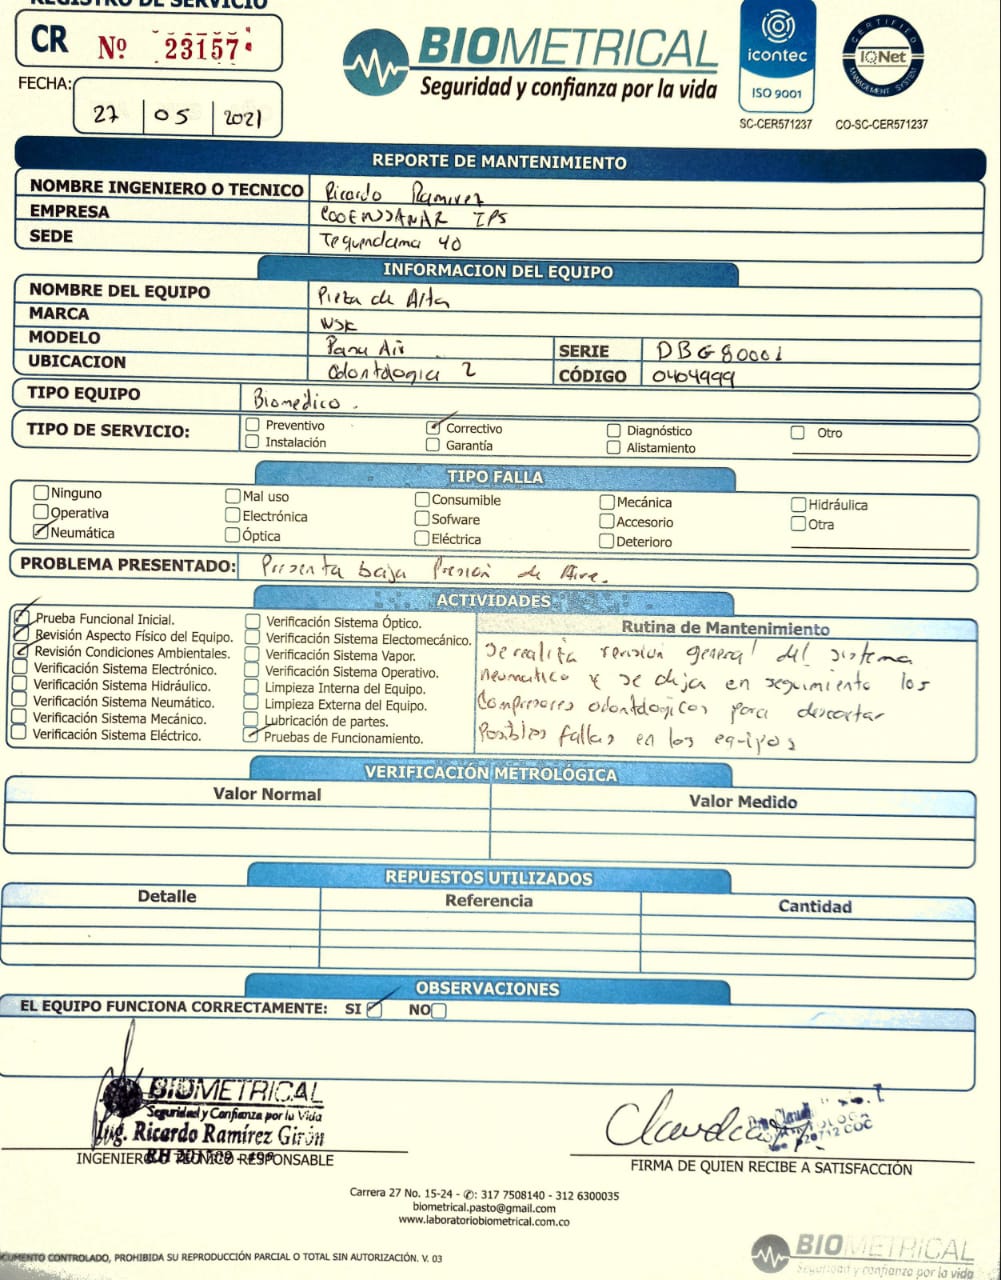 REGISTRO DE SERVICIO
CR Nº 23157
FECHA: 27 05 2021
BIOMETRICAL
Seguridad y confianza por la vida
icontec
ISO 9001
SC-CER571237
CERTIFIED
IQNet
MANAGEMENT SYSTEM
CO-SC-CER571237
REPORTE DE MANTENIMIENTO
NOMBRE INGENIERO O TECNICO Ricardo Ramirez
EMPRESA COOEMSSANAR IPS
SEDE Tequendama 40
INFORMACION DEL EQUIPO
NOMBRE DEL EQUIPO Pieza de Alta
MARCA NSK
MODELO Pana Air SERIE DBG80001
UBICACION Odontologia 2 CÓDIGO 0404999
TIPO EQUIPO Biomedico.
TIPO DE SERVICIO: Preventivo Correctivo Diagnóstico Otro
Instalación Garantía Alistamiento
TIPO FALLA
Ninguno Mal uso Consumible Mecánica Hidráulica
Operativa Electrónica Sofware Accesorio Otra
Neumática Óptica Eléctrica Deterioro
PROBLEMA PRESENTADO: Presenta baja Presion de Aire.
ACTIVIDADES
Prueba Funcional Inicial.
Revisión Aspecto Físico del Equipo.
Revisión Condiciones Ambientales.
Verificación Sistema Electrónico.
Verificación Sistema Hidráulico.
Verificación Sistema Neumático.
Verificación Sistema Mecánico.
Verificación Sistema Eléctrico.
Verificación Sistema Óptico.
Verificación Sistema Electomecánico.
Verificación Sistema Vapor.
Verificación Sistema Operativo.
Limpieza Interna del Equipo.
Limpieza Externa del Equipo.
Lubricación de partes.
Pruebas de Funcionamiento.
Rutina de Mantenimiento
Se realiza revision general del sistema
neumatico y se deja en seguimiento los
Compresores odontologicos para descartar
Posibles fallas en los equipos
VERIFICACIÓN METROLÓGICA
Valor Normal Valor Medido
REPUESTOS UTILIZADOS
Detalle Referencia Cantidad
OBSERVACIONES
EL EQUIPO FUNCIONA CORRECTAMENTE: SI NO
BIOMETRICAL
Seguridad y Confianza por la Vida
Ing. Ricardo Ramírez Girón
INGENIERO O TECNICO RESPONSABLE
Claudia
FIRMA DE QUIEN RECIBE A SATISFACCIÓN
Carrera 27 No. 15-24 - ✆: 317 7508140 - 312 6300035
biometrical.pasto@gmail.com
www.laboratoriobiometrical.com.co
DOCUMENTO CONTROLADO, PROHIBIDA SU REPRODUCCIÓN PARCIAL O TOTAL SIN AUTORIZACIÓN. V. 03
BIOMETRICAL
Seguridad y confianza por la vida